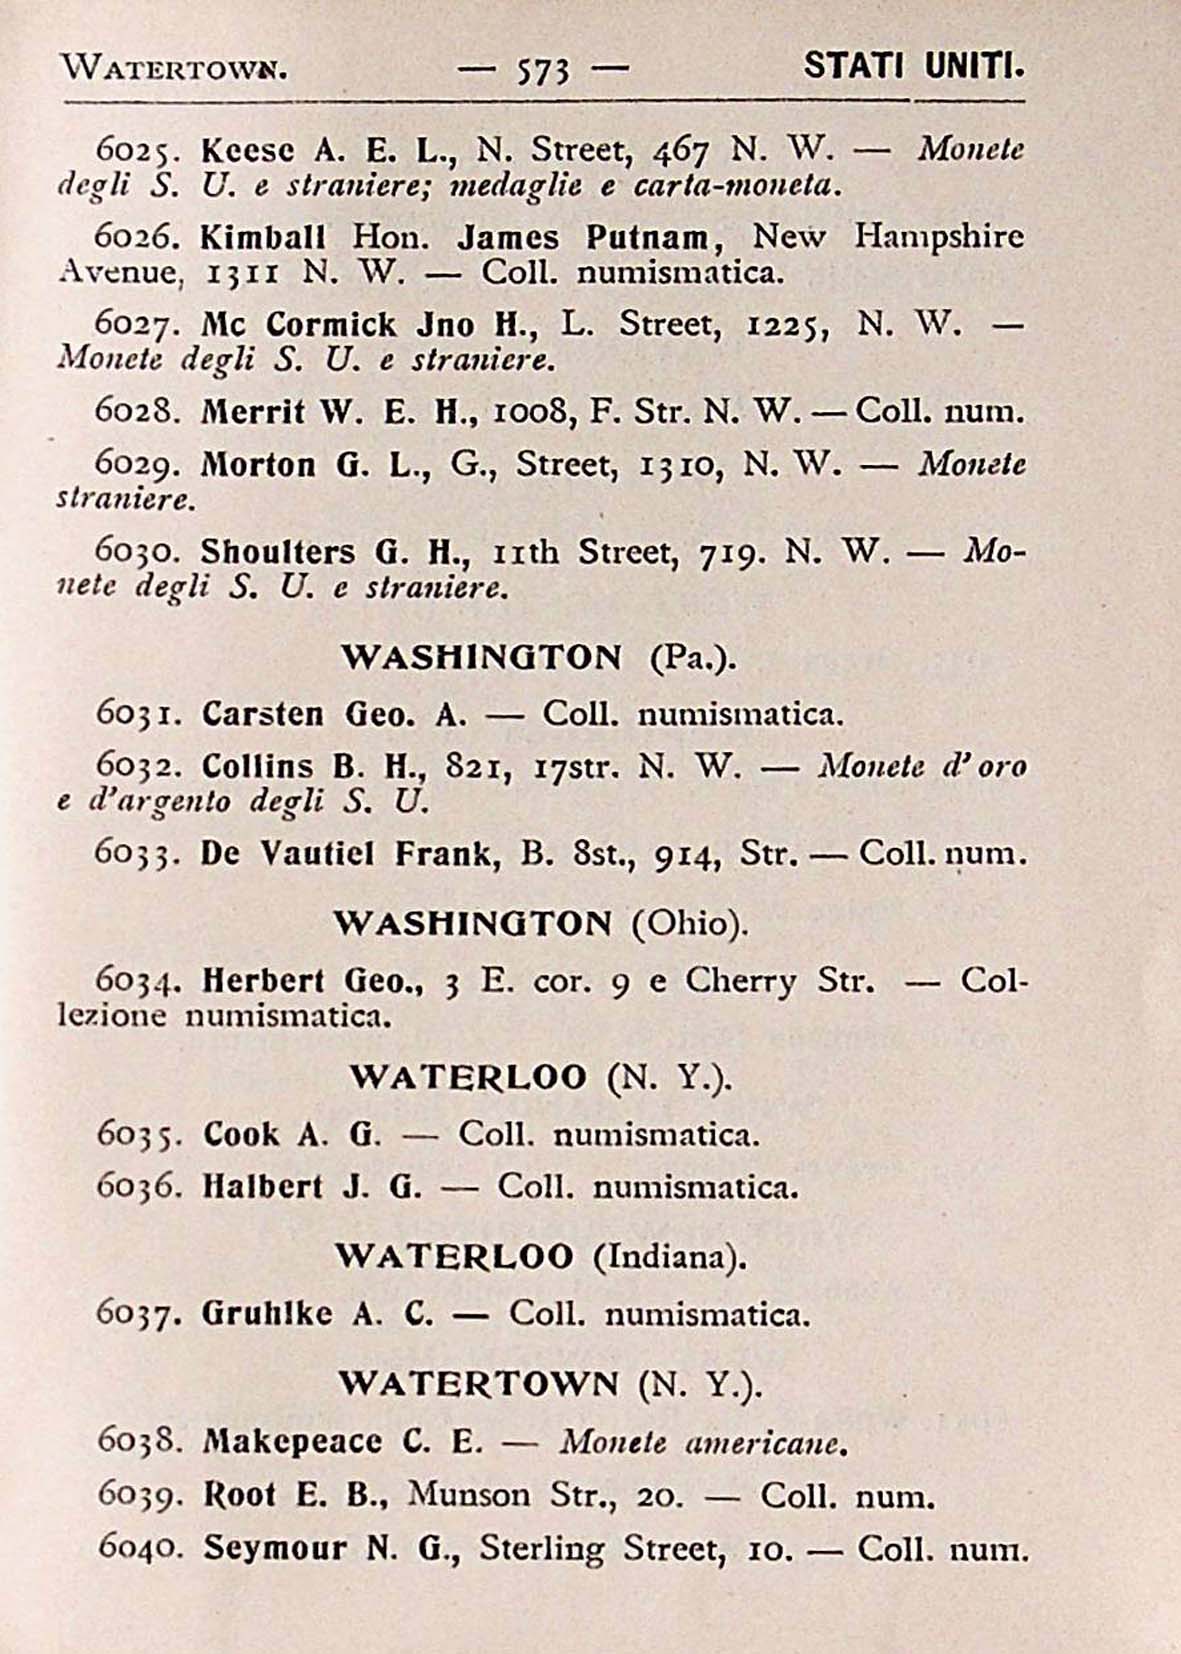 Watertown. — 573 — STATI UNITI.
6025. Keese A. E. L., N. Street, 467 N. W. — Monete
degli S. U. e straniere; medaglie e carta-moneta.
6026. Kimball Hon. James Putnam, New Hampshire
Avenue, 1311 N. W. — Coll. numismatica.
6027. Mc Cormick Jno H., L. Street, 1225, N. W. —
Monete degli S. U. e straniere.
6028. Merrit W. E. H., 1008, F. Str. N. W. — Coll. num.
6029. Morton G. L., G., Street, 1310, N. W. — Monete
straniere.
6030. Shoulters G. H., 11th Street, 719. N. W. — Mo-
nete degli S. U. e straniere.
WASHINGTON (Pa.).
6031. Carsten Geo. A. — Coll. numismatica.
6032. Collins B. H., 821, 17str. N. W. — Monete d'oro
e d'argento degli S. U.
6033. De Vautiel Frank, B. 8st., 914, Str. — Coll. num.
WASHINGTON (Ohio).
6034. Herbert Geo., 3 E. cor. 9 e Cherry Str. — Col-
lezione numismatica.
WATERLOO (N. Y.).
6035. Cook A. G. — Coll. numismatica.
6036. Halbert J. G. — Coll. numismatica.
WATERLOO (Indiana).
6037. Gruhlke A. C. — Coll. numismatica.
WATERTOWN (N. Y.).
6038. Makepeace C. E. — Monete americane.
6039. Root E. B., Munson Str., 20. — Coll. num.
6040. Seymour N. G., Sterling Street, 10. — Coll. num.